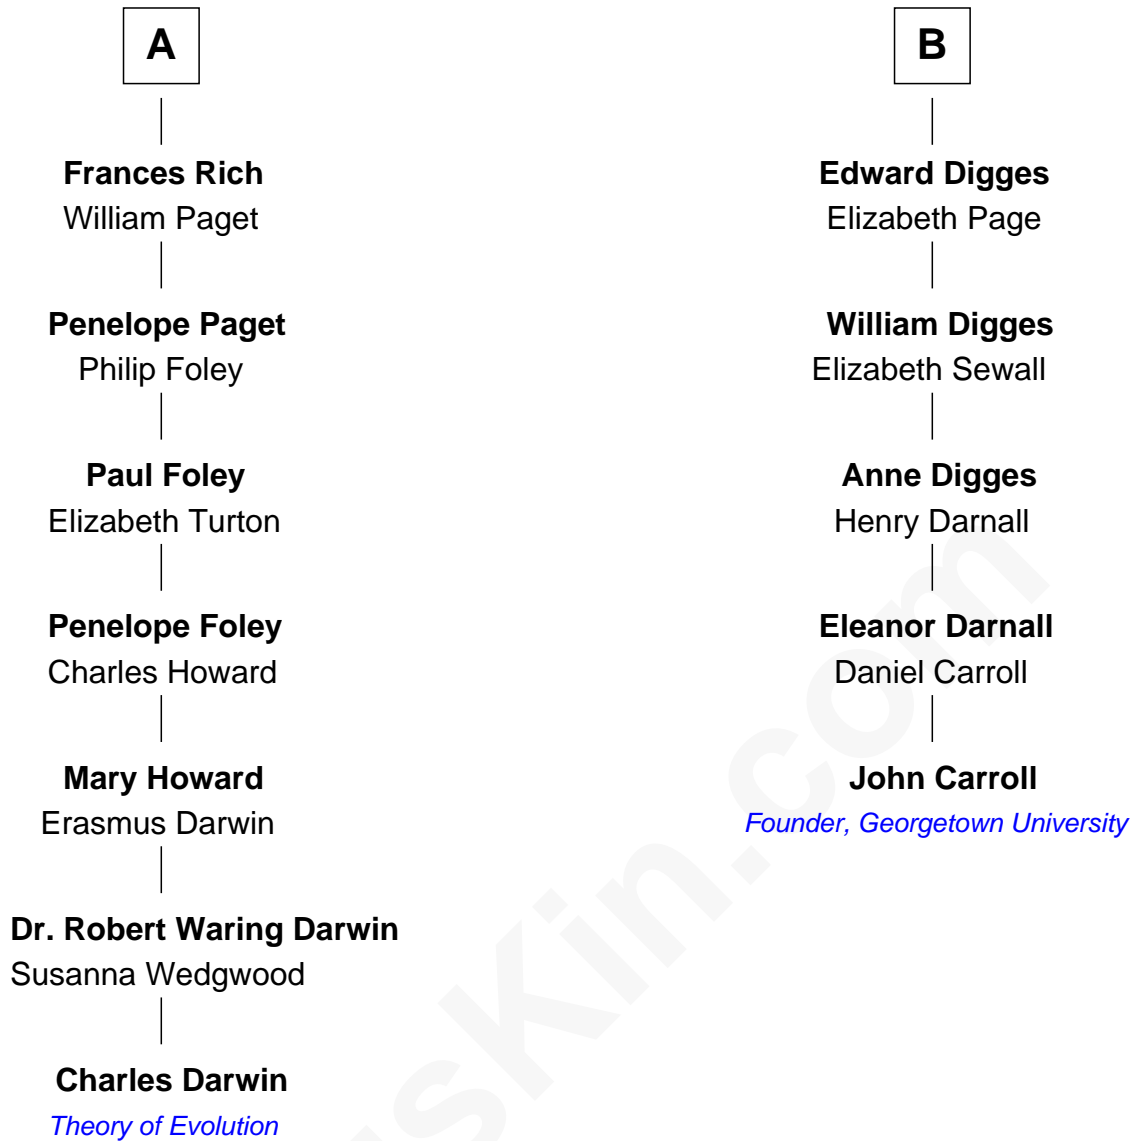 A
Frances Rich
William Paget
Penelope Paget
Philip Foley
Paul Foley
Elizabeth Turton
Penelope Foley
Charles Howard
Mary Howard
Erasmus Darwin
Dr. Robert Waring Darwin
Susanna Wedgwood
Charles Darwin
Theory of Evolution
B
Edward Digges
Elizabeth Page
William Digges
Elizabeth Sewall
Anne Digges
Henry Darnall
Eleanor Darnall
Daniel Carroll
John Carroll
Founder, Georgetown University
usKin.com